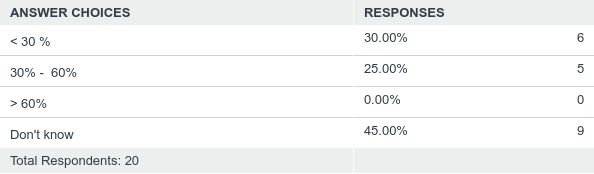 ANSWER CHOICES RESPONSES
< 30 % 30.00% 6
30% -  60% 25.00% 5
> 60% 0.00% 0
Don't know 45.00% 9
Total Respondents: 20